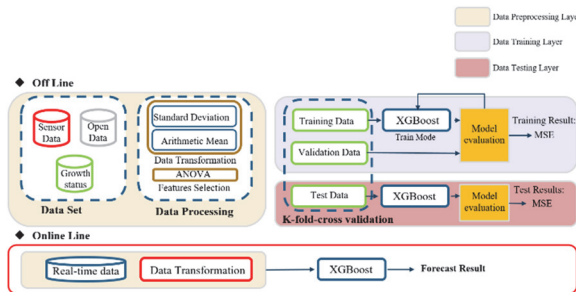 Data Preprocessing Laye
Data Training Layer
Data Testing Layer
◆ Off Line
Sensor
Data
Open
Data
Growth
status
Data Set
Standard Deviation
Arithmetic Mean
Data Transformation
ANOVA
Features Selection
Data Processing
Training Data
XGBoost
Train Mode
Validation Data
Model
evaluation
Training Result:
MSE
Test Data
XGBoost
Model
evaluation
Test Results:
MSE
K-fold-cross validation
◆ Online Line
Real-time data
Data Transformation
XGBoost
Forecast Result